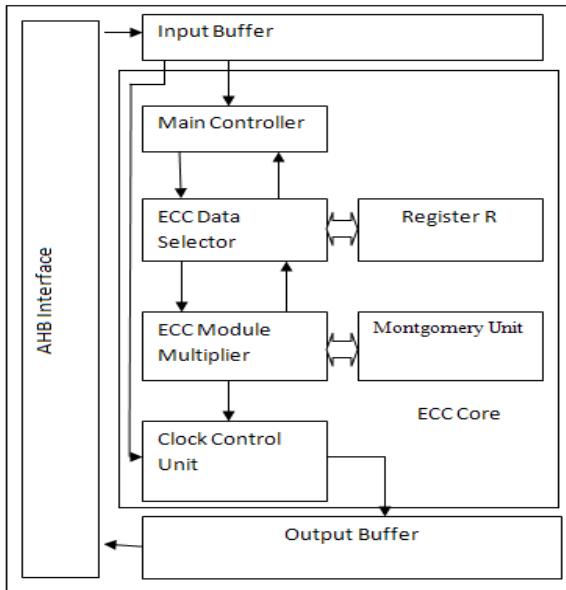 Input Buffer
Main Controller
ECC Data
Selector
Register R
AHB Interface
ECC Module
Multiplier
Montgomery Unit
ECC Core
Clock Control
Unit
Output Buffer